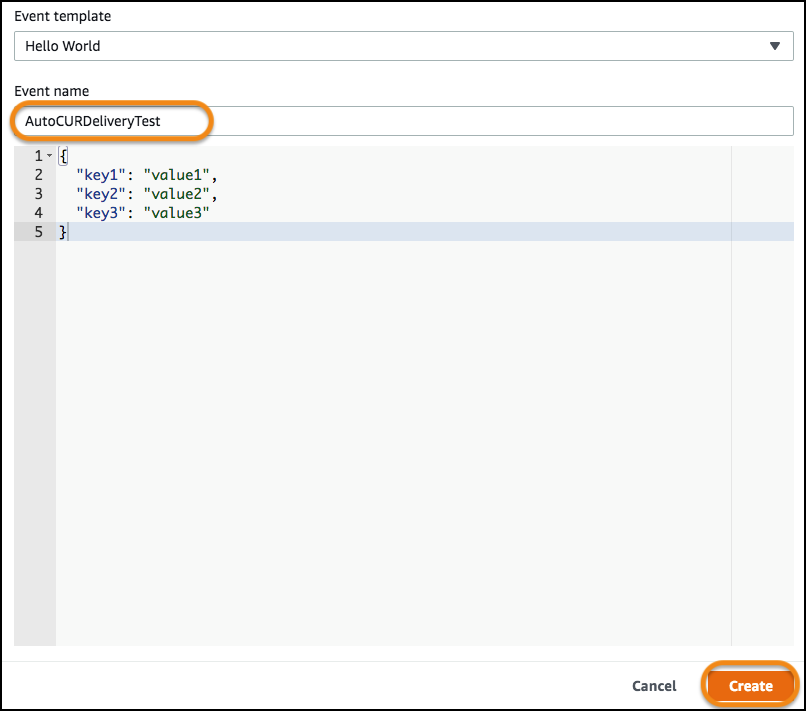 Event template
Hello World
Event name
AutoCURDeliveryTest
1 {
2 "key1": "value1",
3 "key2": "value2",
4 "key3": "value3"
5 }
Cancel Create